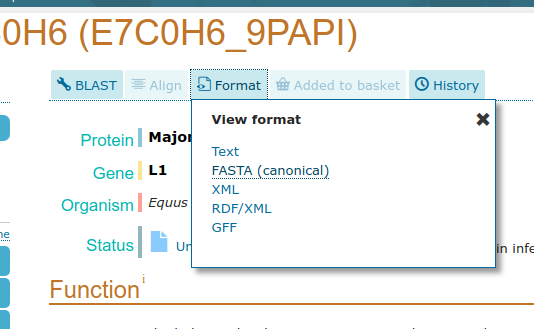 0H6 (E7C0H6_9PAPI)
BLAST Align Format Added to basket History
View format
Protein Major
Text
FASTA (canonical)
Gene L1
XML
Organism Equus
RDF/XML
GFF
Status Un in infe
Function i